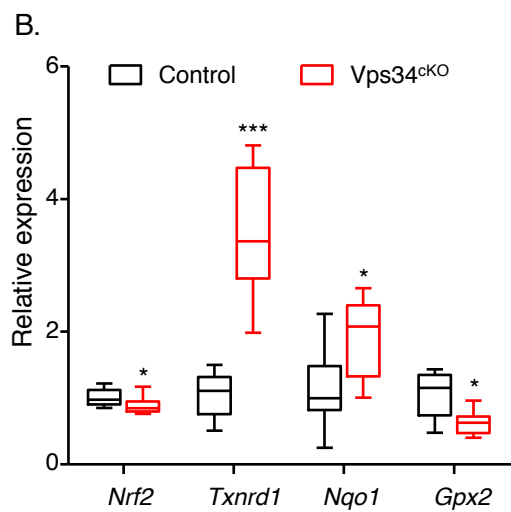 B.
6
Control
Vps34cKO
***
Relative expression
4
*
2
*
*
0
Nrf2
Txnrd1
Nqo1
Gpx2